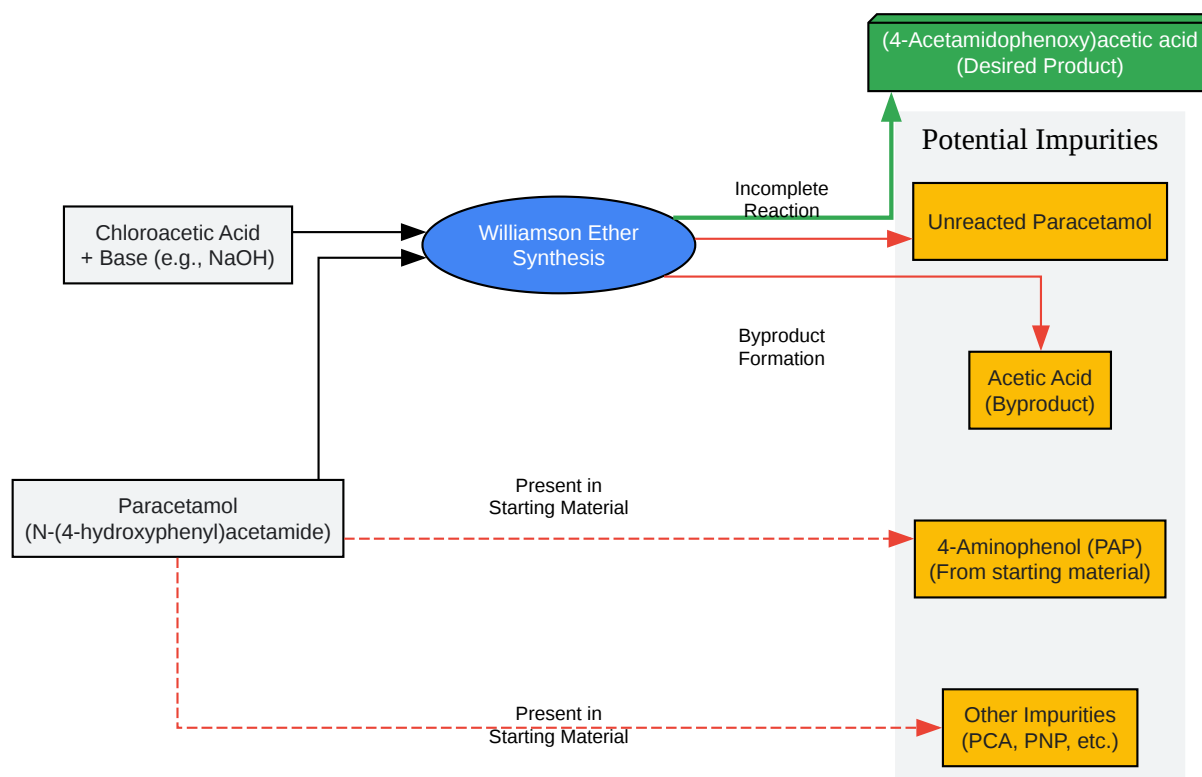 (4-Acetamidophenoxy)acetic acid
(Desired Product)
Potential Impurities
Incomplete
Reaction
Unreacted Paracetamol
Chloroacetic Acid
+ Base (e.g., NaOH)
Williamson Ether
Synthesis
Byproduct
Formation
Acetic Acid
(Byproduct)
Paracetamol
(N-(4-hydroxyphenyl)acetamide)
Present in
Starting Material
4-Aminophenol (PAP)
(From starting material)
Present in
Starting Material
Other Impurities
(PCA, PNP, etc.)